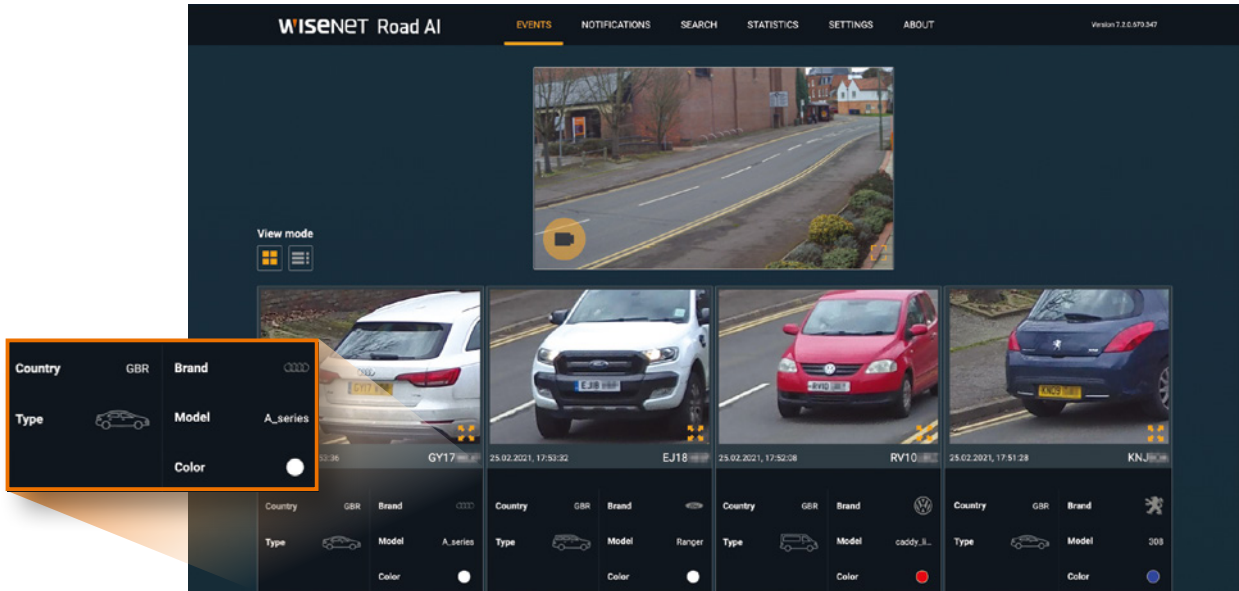 WISENET Road AI EVENTS NOTIFICATIONS SEARCH STATISTICS SETTINGS ABOUT Version 7.2.0.670.347
View mode
Country GBR Brand
Type Model A_series
Color
GY17
EJ18
RV10
53:36 GY17
25.02.2021, 17:53:32 EJ18
25.02.2021, 17:52:08 RV10
25.02.2021, 17:51:28 KNJ
Country GBR Brand
Type Model A_series
Color
Country GBR Brand
Type Model Ranger
Color
Country GBR Brand
Type Model caddy_li...
Color
Country GBR Brand
Type Model 308
Color